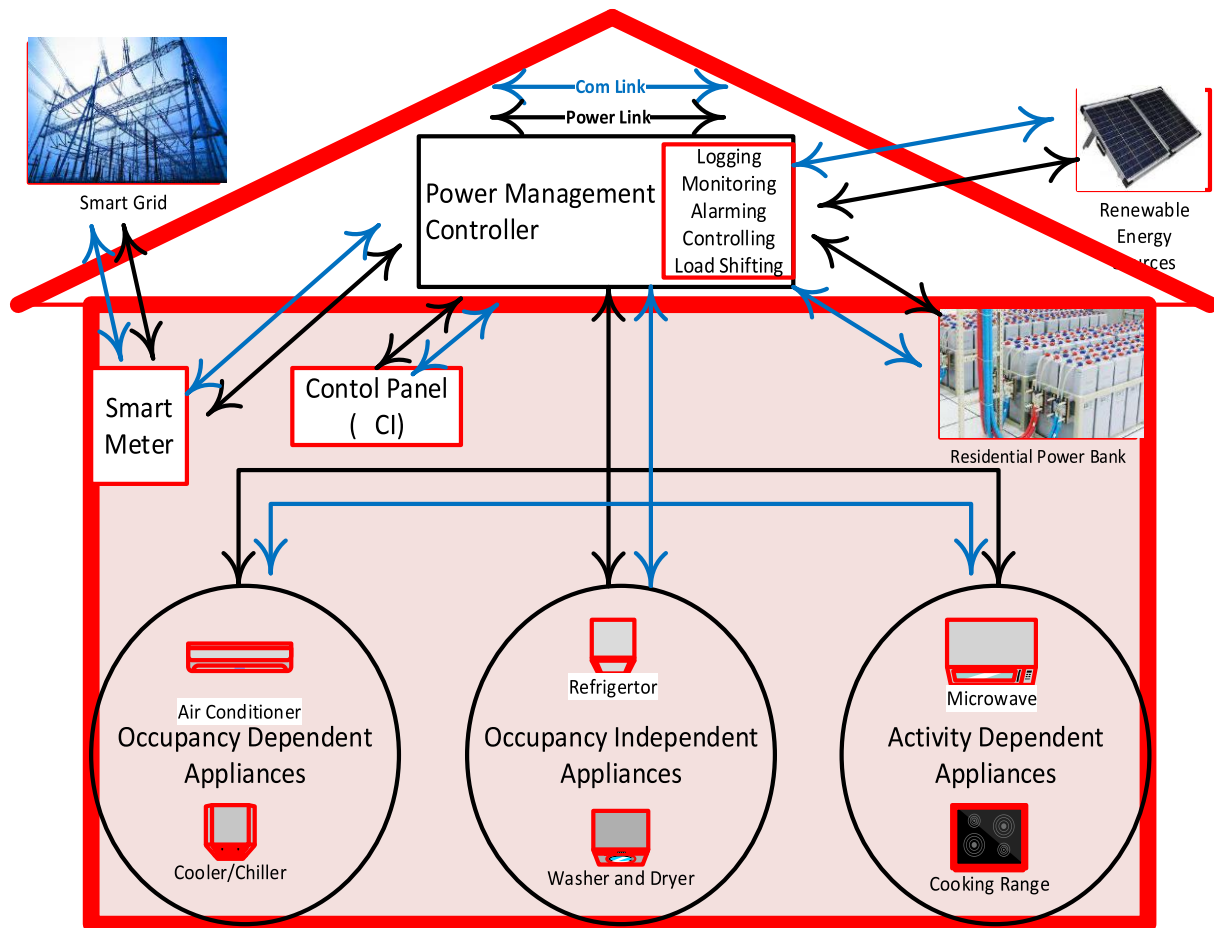 Com Link
Power Link
Smart Grid
Power Management
Controller
Logging
Monitoring
Alarming
Controlling
Load Shifting
Renewable
Energy
Smart
Meter
Contol Panel
( CI)
Residential Power Bank
Air Conditioner
Occupancy Dependent
Appliances
Cooler/Chiller
Refrigertor
Occupancy Independent
Appliances
Washer and Dryer
Microwave
Activity Dependent
Appliances
Cooking Range